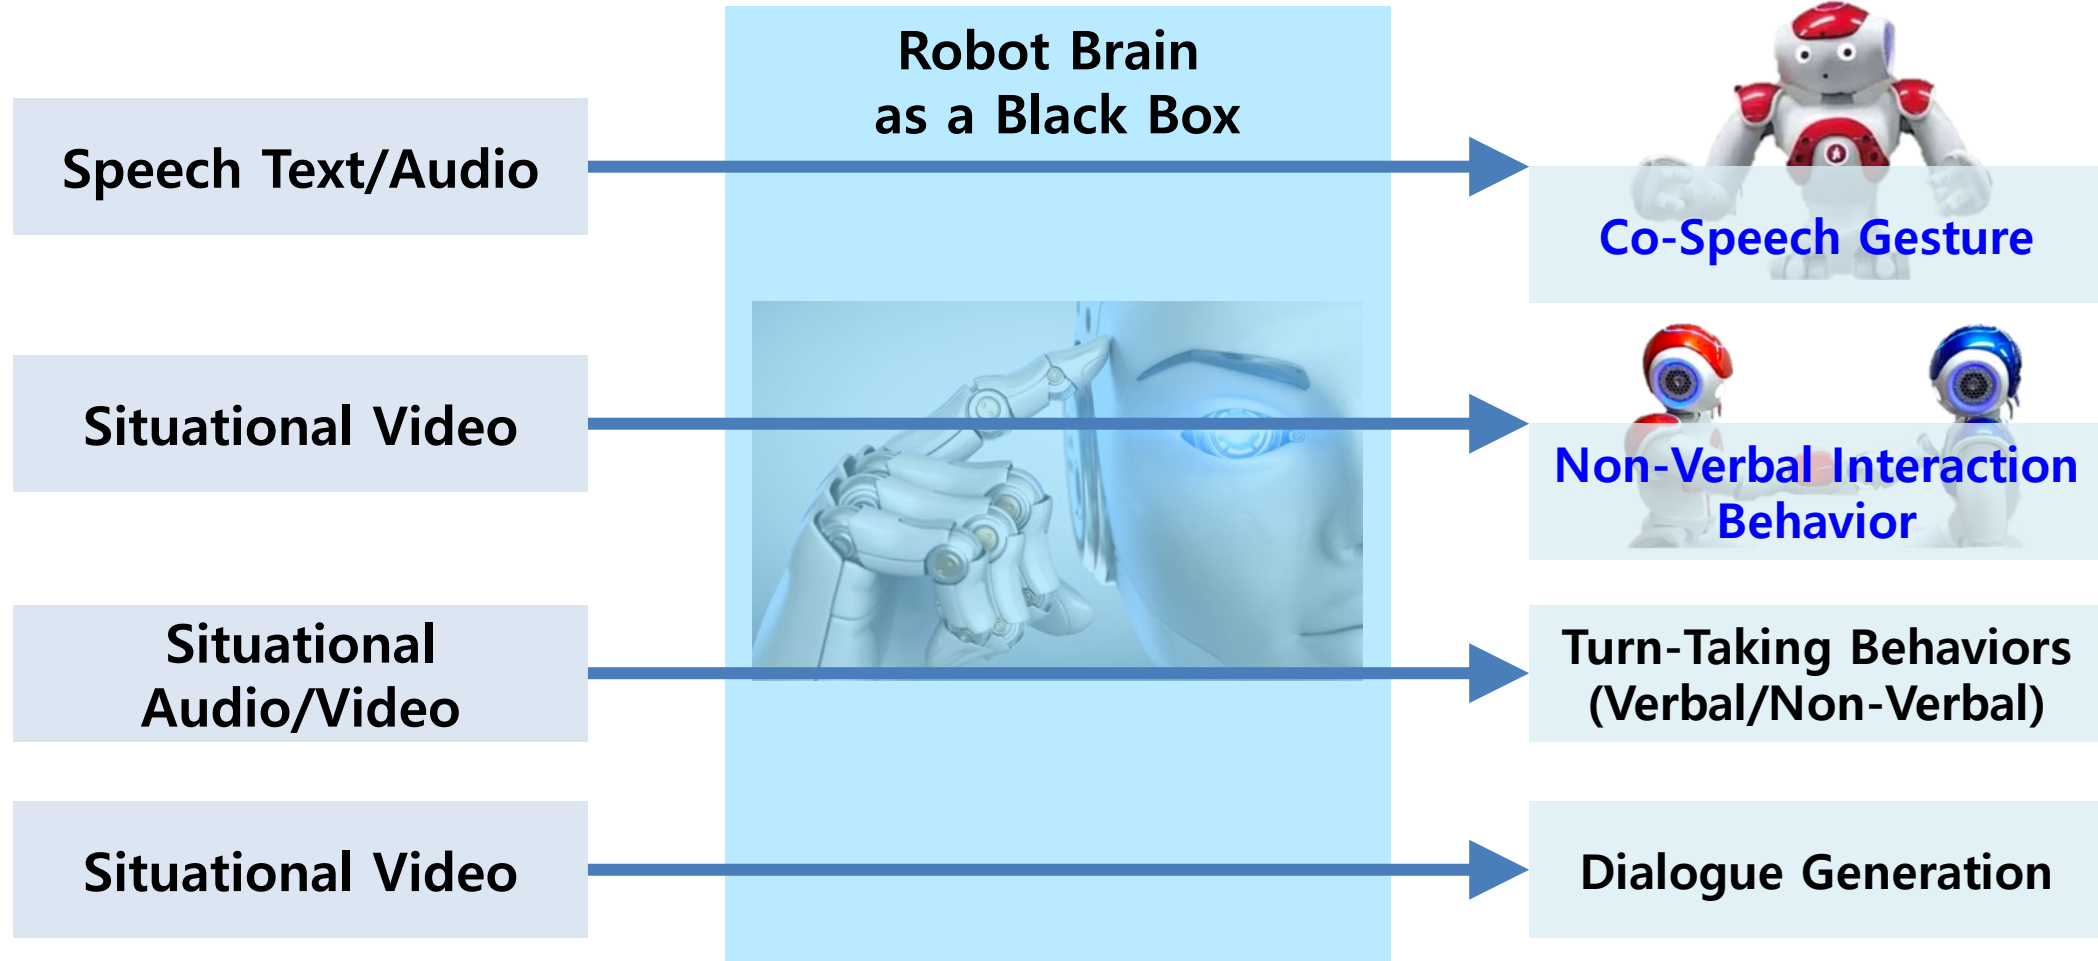 Robot Brain
as a Black Box
Speech Text/Audio
Co-Speech Gesture
Situational Video
Non-Verbal Interaction
Behavior
Situational
Audio/Video
Turn-Taking Behaviors
(Verbal/Non-Verbal)
Situational Video
Dialogue Generation